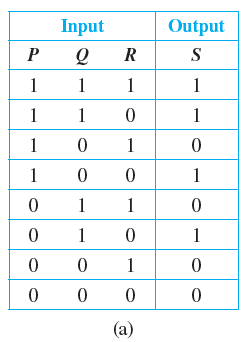 Input Output
P Q R S
1 1 1 1
1 1 0 1
1 0 1 0
1 0 0 1
0 1 1 0
0 1 0 1
0 0 1 0
0 0 0 0
(a)